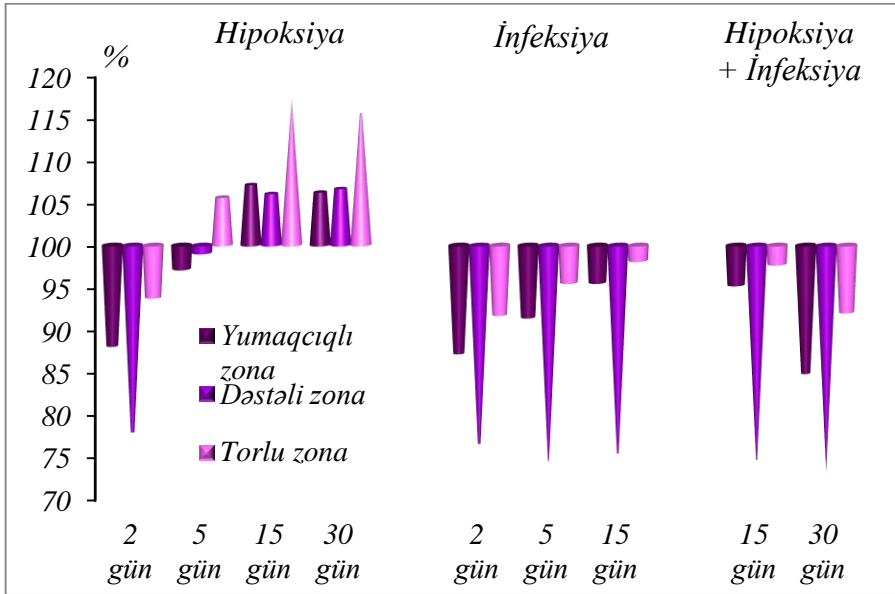 Hipoksiya
İnfeksiya
Hipoksiya
+ İnfeksiya
%
120
115
110
105
100
95
90
85
80
75
70
Yumaqcıqlı
zona
Dəstəli zona
Torlu zona
2 5 15 30 2 5 15 15 30
gün gün gün gün gün gün gün gün gün